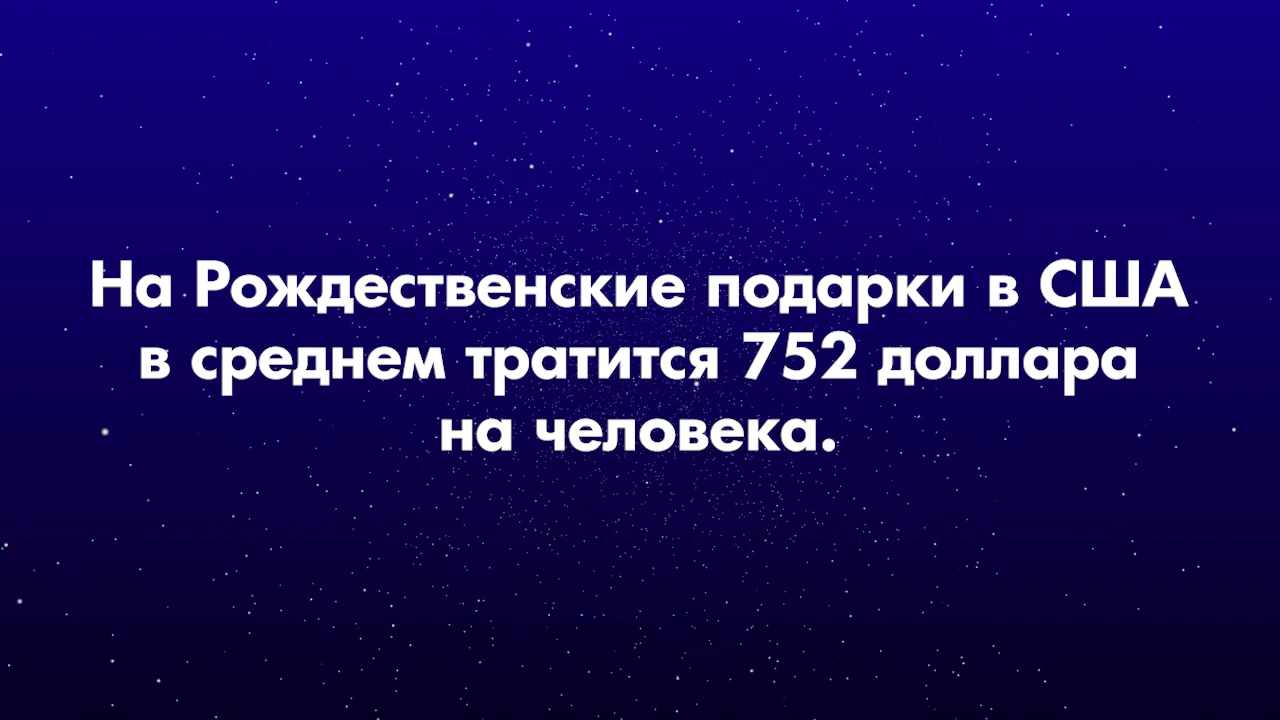 На Рождественские подарки в США
в среднем тратится 752 доллара
на человека.